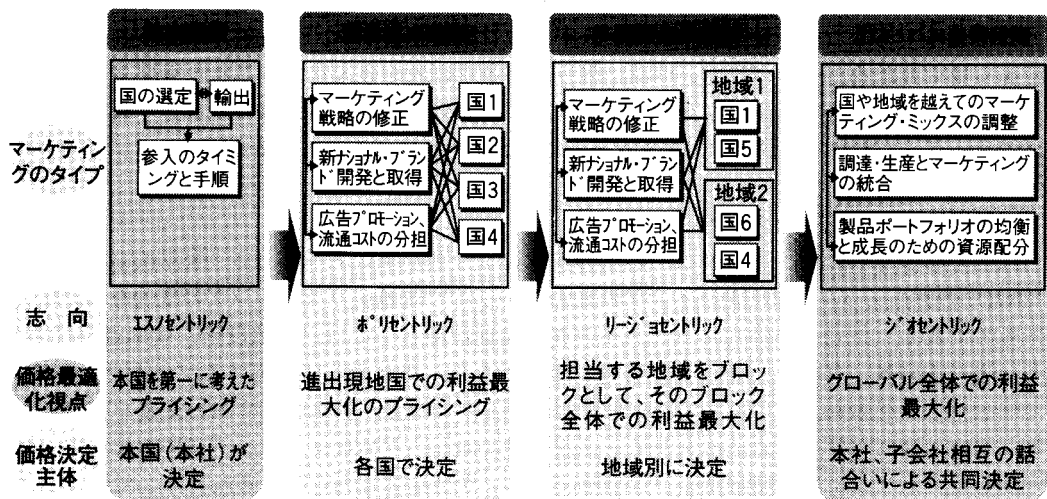 マーケティン
グのタイプ
国の選定
輸出
参入のタイミ
ングと手順
マーケティング
戦略の修正
新ナショナル・ブラン
ド開発と取得
広告プロモーション、
流通コストの分担
国1
国2
国3
国4
マーケティング
戦略の修正
新ナショナル・ブラン
ド開発と取得
広告プロモーション、
流通コストの分担
地域1
国1
国5
地域2
国6
国4
国や地域を越えてのマーケ
ティング・ミックスの調整
調達・生産とマーケティング
の統合
製品ポートフォリオの均衡
と成長のための資源配分
志 向
エスノセントリック
ポリセントリック
リージョセントリック
ジオセントリック
価格最適
化視点
本国を第一に考えた
プライシング
進出現地国での利益最
大化のプライシング
担当する地域をブロッ
クとして、そのブロック
全体での利益最大化
グローバル全体での利益
最大化
価格決定
主体
本国(本社)が
決定
各国で決定
地域別に決定
本社、子会社相互の話
合いによる共同決定